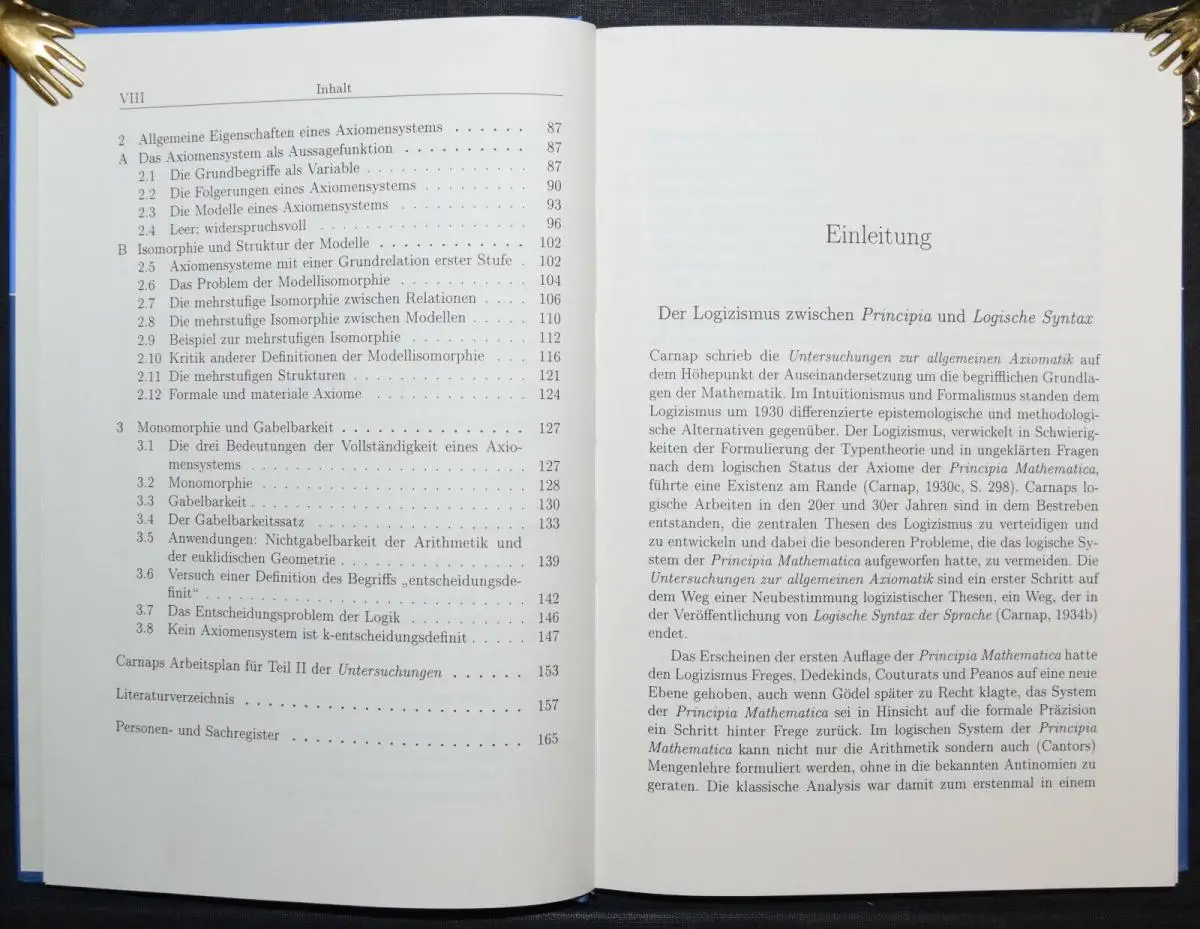 VIII Inhalt
2 Allgemeine Eigenschaften eines Axiomensystems . . . . . . 87
A Das Axiomensystem als Aussagefunktion . . . . . . . . . . 87
2.1 Die Grundbegriffe als Variable . . . . . . . . . . . . . . 87
2.2 Die Folgerungen eines Axiomensystems . . . . . . . . . 90
2.3 Die Modelle eines Axiomensystems . . . . . . . . . . . 93
2.4 Leer; widerspruchsvoll . . . . . . . . . . . . . . . . . . 96
B Isomorphie und Struktur der Modelle . . . . . . . . . . . . 102
2.5 Axiomensysteme mit einer Grundrelation erster Stufe . 102
2.6 Das Problem der Modellisomorphie . . . . . . . . . . . 104
2.7 Die mehrstufige Isomorphie zwischen Relationen . . . . 106
2.8 Die mehrstufige Isomorphie zwischen Modellen . . . . . 110
2.9 Beispiel zur mehrstufigen Isomorphie . . . . . . . . . . 112
2.10 Kritik anderer Definitionen der Modellisomorphie . . . 116
2.11 Die mehrstufigen Strukturen . . . . . . . . . . . . . . . 121
2.12 Formale und materiale Axiome . . . . . . . . . . . . . 124
3 Monomorphie und Gabelbarkeit . . . . . . . . . . . . . . . 127
3.1 Die drei Bedeutungen der Vollständigkeit eines Axio-
mensystems . . . . . . . . . . . . . . . . . . . . . . . . 127
3.2 Monomorphie . . . . . . . . . . . . . . . . . . . . . . . 128
3.3 Gabelbarkeit . . . . . . . . . . . . . . . . . . . . . . . . 130
3.4 Der Gabelbarkeitssatz . . . . . . . . . . . . . . . . . . 133
3.5 Anwendungen: Nichtgabelbarkeit der Arithmetik und
der euklidischen Geometrie . . . . . . . . . . . . . . . . 139
3.6 Versuch einer Definition des Begriffs „entscheidungsde-
finit“ . . . . . . . . . . . . . . . . . . . . . . . . . . . . 142
3.7 Das Entscheidungsproblem der Logik . . . . . . . . . . 146
3.8 Kein Axiomensystem ist k-entscheidungsdefinit . . . . . 147
Carnaps Arbeitsplan für Teil II der Untersuchungen . . . . . . 153
Literaturverzeichnis . . . . . . . . . . . . . . . . . . . . . . . 157
Personen- und Sachregister . . . . . . . . . . . . . . . . . . . 165
Einleitung
Der Logizismus zwischen Principia und Logische Syntax
Carnap schrieb die Untersuchungen zur allgemeinen Axiomatik auf
dem Höhepunkt der Auseinandersetzung um die begrifflichen Grundla-
gen der Mathematik. Im Intuitionismus und Formalismus standen dem
Logizismus um 1930 differenzierte epistemologische und methodologi-
sche Alternativen gegenüber. Der Logizismus, verwickelt in Schwierig-
keiten der Formulierung der Typentheorie und in ungeklärten Fragen
nach dem logischen Status der Axiome der Principia Mathematica,
führte eine Existenz am Rande (Carnap, 1930c, S. 298). Carnaps lo-
gische Arbeiten in den 20er und 30er Jahren sind in dem Bestreben
entstanden, die zentralen Thesen des Logizismus zu verteidigen und
zu entwickeln und dabei die besonderen Probleme, die das logische Sy-
stem der Principia Mathematica aufgeworfen hatte, zu vermeiden. Die
Untersuchungen zur allgemeinen Axiomatik sind ein erster Schritt auf
dem Weg einer Neubestimmung logizistischer Thesen, ein Weg, der in
der Veröffentlichung von Logische Syntax der Sprache (Carnap, 1934b)
endet.
Das Erscheinen der ersten Auflage der Principia Mathematica hatte
den Logizismus Freges, Dedekinds, Couturats und Peanos auf eine neue
Ebene gehoben, auch wenn Gödel später zu Recht klagte, das System
der Principia Mathematica sei in Hinsicht auf die formale Präzision
ein Schritt hinter Frege zurück. Im logischen System der Principia
Mathematica kann nicht nur die Arithmetik sondern auch (Cantors)
Mengenlehre formuliert werden, ohne in die bekannten Antinomien zu
geraten. Die klassische Analysis war damit zum erstenmal in einem